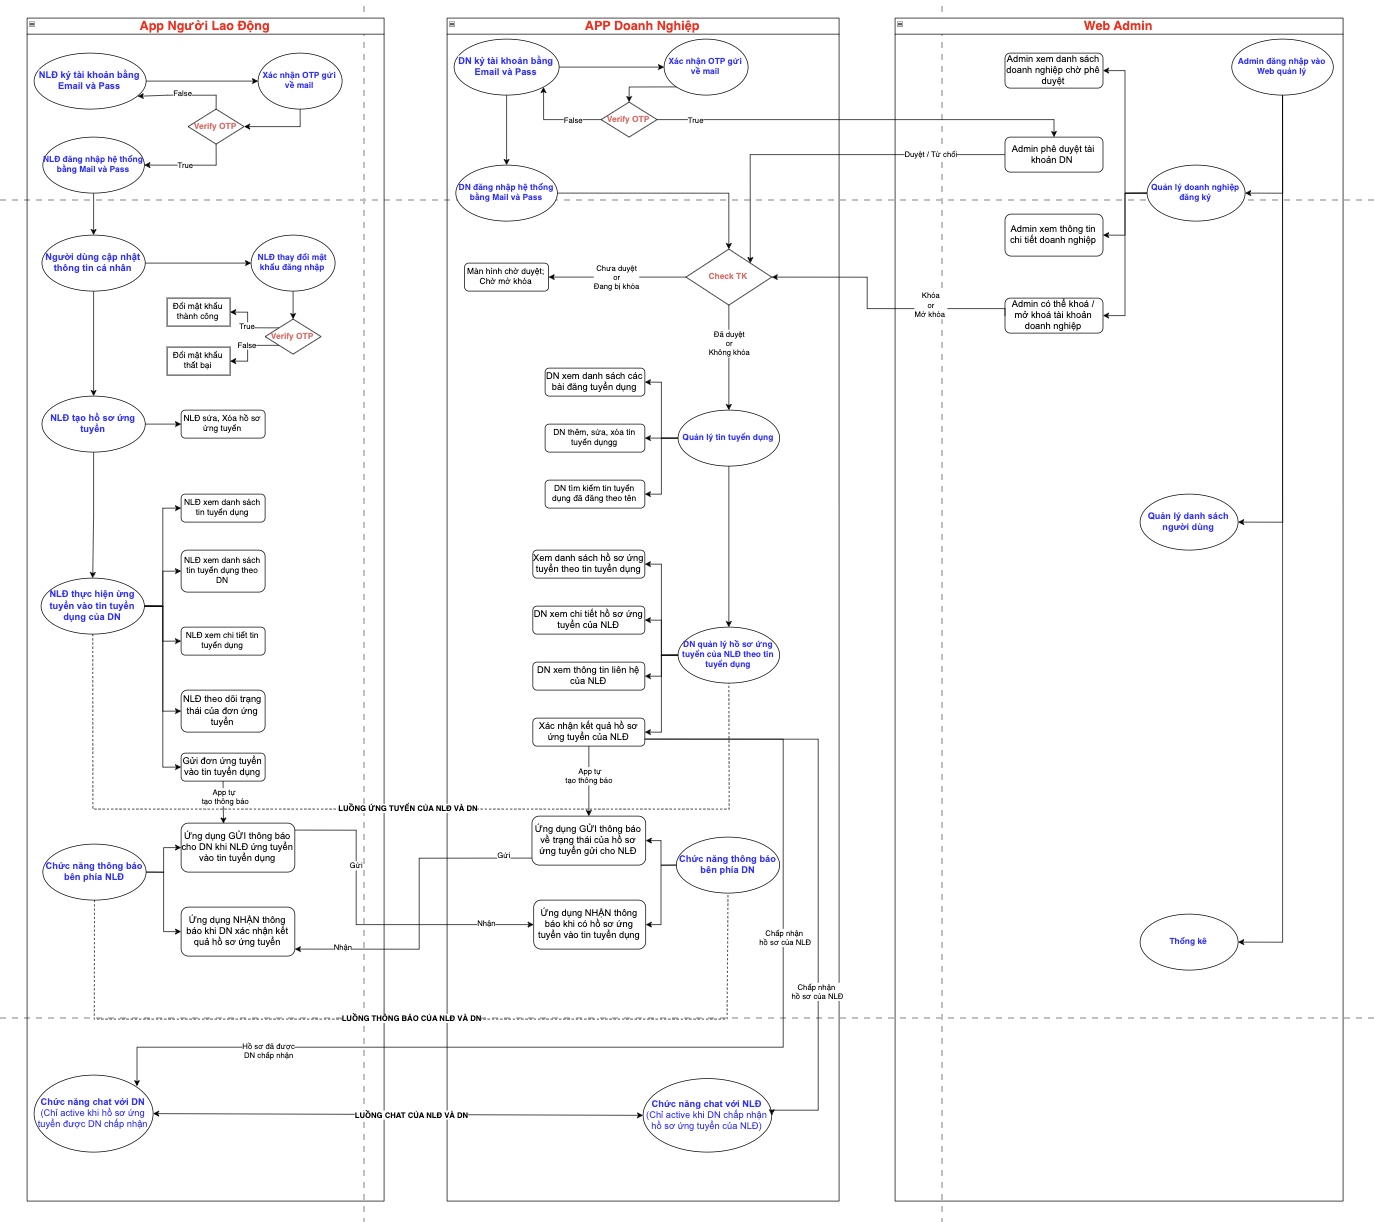 App Người Lao Động
NLĐ ký tài khoản bằng
Email và Pass
Xác nhận OTP gửi
về mail
False
Verify OTP
True
NLĐ đăng nhập hệ thống
bằng Mail và Pass
Người dùng cập nhật
thông tin cá nhân
NLĐ thay đổi mật
khẩu đăng nhập
Đổi mật khẩu
thành công
True
Verify OTP
False
Đổi mật khẩu
thất bại
NLĐ tạo hồ sơ ứng
tuyển
NLĐ sửa, Xóa hồ sơ
ứng tuyển
NLĐ xem danh sách
tin tuyển dụng
NLĐ xem danh sách
tin tuyển dụng theo
DN
NLĐ thực hiện ừng
tuyển vào tin tuyển
dụng của DN
NLĐ xem chi tiết tin
tuyển dụng
NLĐ theo dõi trạng
thái của đơn ứng
tuyển
Gửi đơn ứng tuyển
vào tin tuyển dụng
App tự
tạo thông báo
LUỒNG ỨNG TUYỂN CỦA NLĐ VÀ DN
Ứng dụng GỬI thông báo
cho DN khi NLĐ ứng tuyển
vào tin tuyển dụng
Chức năng thông báo
bên phía NLĐ
Gửi
Ứng dụng NHẬN thông
báo khi DN xác nhận kết
quả hồ sơ ứng tuyển
Nhận
LUỒNG THÔNG BÁO CỦA NLĐ VÀ DN
Hồ sơ đã được
DN chấp nhận
Chức năng chat với DN
(Chỉ active khi hồ sơ ứng
tuyển được DN chấp nhận
LUỒNG CHAT CỦA NLĐ VÀ DN
APP Doanh Nghiệp
DN ký tài khoản bằng
Email và Pass
Xác nhận OTP gửi
về mail
False
Verify OTP
True
DN đăng nhập hệ thống
bằng Mail và Pass
Màn hình chờ duyệt;
Chờ mở khóa
Chưa duyệt
or
Đang bị khóa
Check TK
Đã duyệt
or
Không khóa
DN xem danh sách các
bài đăng tuyển dụng
DN thêm, sửa, xóa tin
tuyển dụngg
Quản lý tin tuyển dụng
DN tìm kiếm tin tuyển
dụng đã đăng theo tên
Xem danh sách hồ sơ ứng
tuyển theo tin tuyển dụng
DN xem chi tiết hồ sơ ứng
tuyển của NLĐ
DN quản lý hồ sơ ứng
tuyển của NLĐ theo tin
tuyển dụng
DN xem thông tin liên hệ
của NLĐ
Xác nhận kết quả hồ sơ
ứng tuyển của NLĐ
App tự
tạo thông báo
Ứng dụng GỬI thông báo
về trạng thái của hồ sơ
ứng tuyển gửi cho NLĐ
Gửi
Chức năng thông báo
bên phía DN
Nhận
Ứng dụng NHẬN thông
báo khi có hồ sơ ứng
tuyển vào tin tuyển dụng
Chấp nhận
hồ sơ của NLĐ
Chấp nhận
hồ sơ của NLĐ
Chức năng chat với NLĐ
(Chỉ active khi DN chấp nhận
hồ sơ ứng tuyển của NLĐ)
Web Admin
Admin xem danh sách
doanh nghiệp chờ phê
duyệt
Admin đăng nhập vào
Web quản lý
Duyệt / Từ chối
Admin phê duyệt tài
khoản DN
Quản lý doanh nghiệp
đăng ký
Admin xem thông tin
chi tiết doanh nghiệp
Khóa
or
Mở khóa
Admin có thể khoá /
mở khoá tài khoản
doanh nghiệp
Quản lý danh sách
người dùng
Thống kê